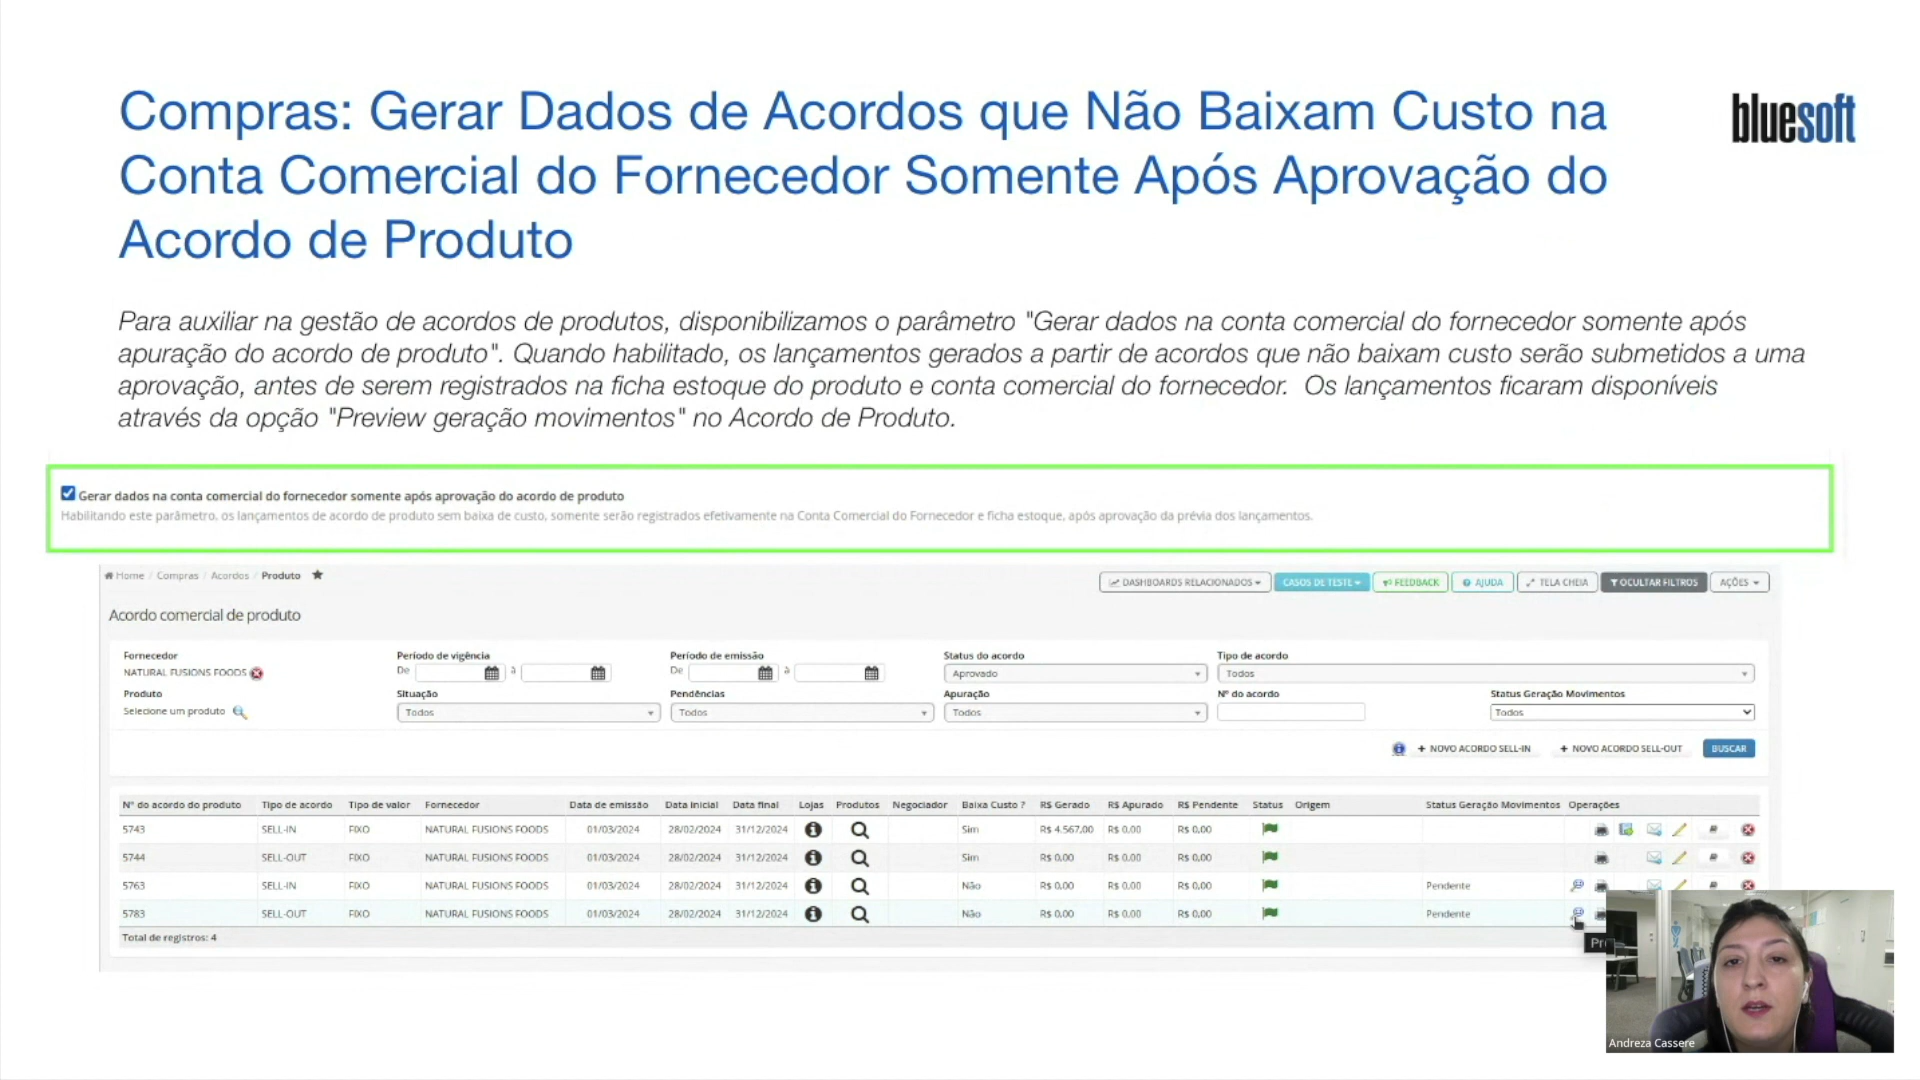 Compras: Gerar Dados de Acordos que Não Baixam Custo na
Conta Comercial do Fornecedor Somente Após Aprovação do
Acordo de Produto
bluesoft
Para auxiliar na gestão de acordos de produtos, disponibilizamos o parâmetro "Gerar dados na conta comercial do fornecedor somente após
apuração do acordo de produto". Quando habilitado, os lançamentos gerados a partir de acordos que não baixam custo serão submetidos a uma
aprovação, antes de serem registrados na ficha estoque do produto e conta comercial do fornecedor.  Os lançamentos ficaram disponíveis
através da opção "Preview geração movimentos" no Acordo de Produto.
Gerar dados na conta comercial do fornecedor somente após aprovação do acordo de produto
Habilitando este parâmetro, os lançamentos de acordo de produto sem baixa de custo, somente serão registrados efetivamente na Conta Comercial do Fornecedor e ficha estoque, após aprovação da prévia dos lançamentos.
Home / Compras / Acordos / Produto
DASHBOARDS RELACIONADOS CASOS DE TESTE FEEDBACK AJUDA TELA CHEIA OCULTAR FILTROS AÇÕES
Acordo comercial de produto
Fornecedor Período de vigência Período de emissão Status do acordo Tipo de acordo
NATURAL FUSIONS FOODS De à De à Aprovado Todos
Produto Situação Pendências Apuração Nº do acordo Status Geração Movimentos
Selecione um produto Todos Todos Todos Todos
+ NOVO ACORDO SELL-IN + NOVO ACORDO SELL-OUT BUSCAR
Nº do acordo do produto Tipo de acordo Tipo de valor Fornecedor Data de emissão Data inicial Data final Lojas Produtos Negociador Baixa Custo ? R$ Gerado R$ Apurado R$ Pendente Status Origem Status Geração Movimentos Operações
5743 SELL-IN FIXO NATURAL FUSIONS FOODS 01/03/2024 28/02/2024 31/12/2024 Sim R$ 4.567,00 R$ 0,00 R$ 0,00
5744 SELL-OUT FIXO NATURAL FUSIONS FOODS 01/03/2024 28/02/2024 31/12/2024 Sim R$ 0,00 R$ 0,00 R$ 0,00
5763 SELL-IN FIXO NATURAL FUSIONS FOODS 01/03/2024 28/02/2024 31/12/2024 Não R$ 0,00 R$ 0,00 R$ 0,00 Pendente
5783 SELL-OUT FIXO NATURAL FUSIONS FOODS 01/03/2024 28/02/2024 31/12/2024 Não R$ 0,00 R$ 0,00 R$ 0,00 Pendente
Total de registros: 4
Andreza Cassere